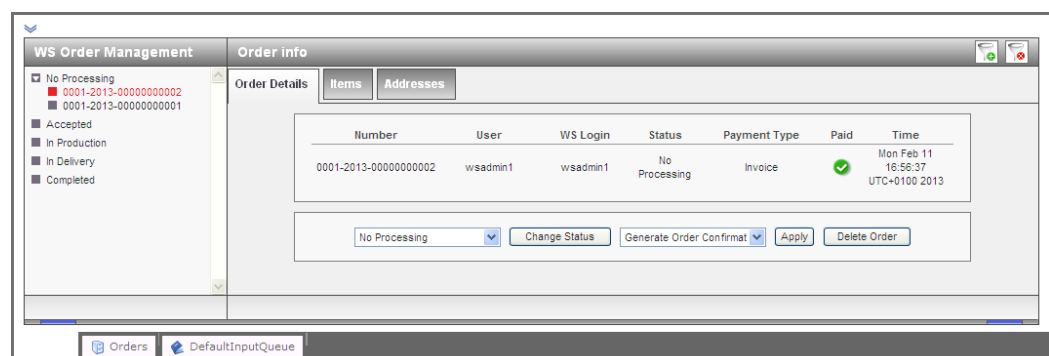 WS Order Management
Order info
No Processing
0001-2013-00000000002
0001-2013-00000000001
Accepted
In Production
In Delivery
Completed
Order Details Items Addresses
Number User WS Login Status Payment Type Paid Time
0001-2013-00000000002 wsadmin1 wsadmin1 No Processing Invoice Mon Feb 11 16:56:37 UTC+0100 2013
No Processing Change Status Generate Order Confirmat Apply Delete Order
Orders DefaultInputQueue